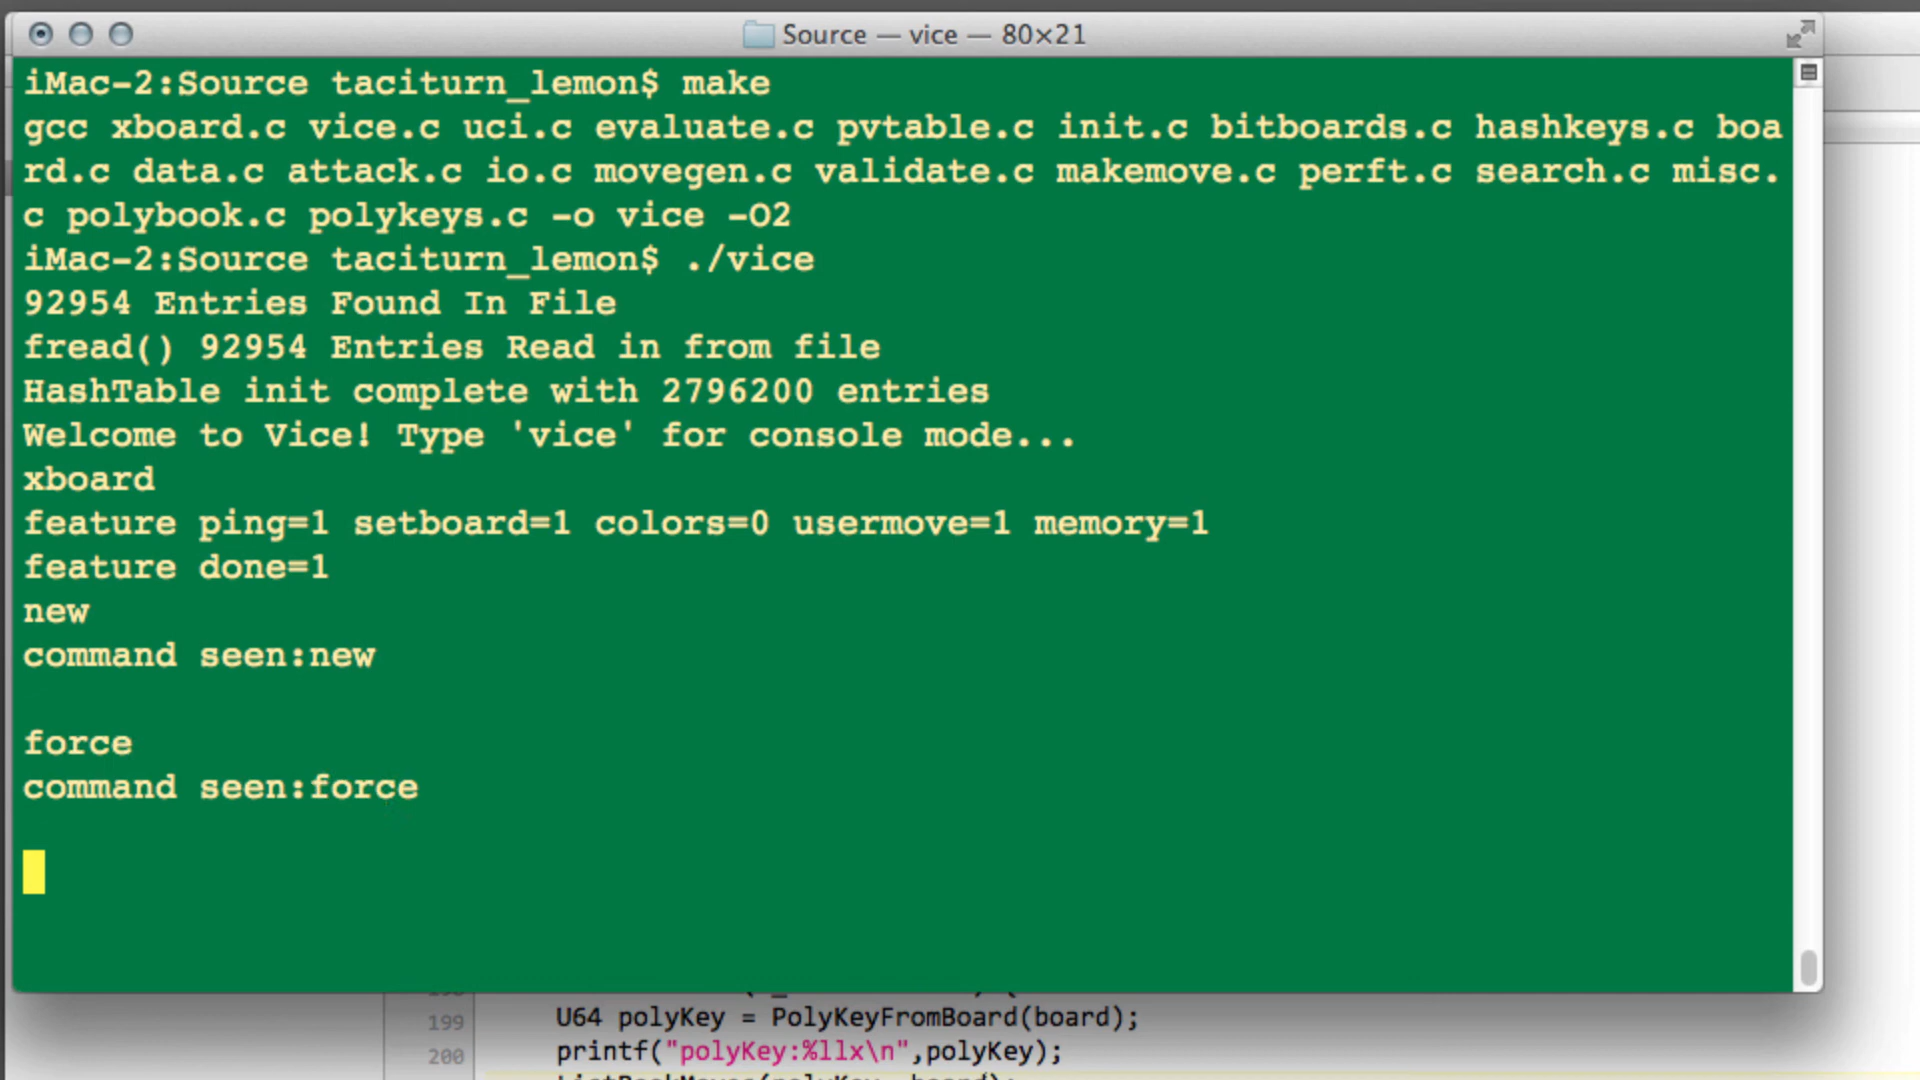 Source — vice — 80×21
iMac-2:Source taciturn_lemon$ make
gcc xboard.c vice.c uci.c evaluate.c pvtable.c init.c bitboards.c hashkeys.c boa
rd.c data.c attack.c io.c movegen.c validate.c makemove.c perft.c search.c misc.
c polybook.c polykeys.c -o vice -O2
iMac-2:Source taciturn_lemon$ ./vice
92954 Entries Found In File
fread() 92954 Entries Read in from file
HashTable init complete with 2796200 entries
Welcome to Vice! Type 'vice' for console mode...
xboard
feature ping=1 setboard=1 colors=0 usermove=1 memory=1
feature done=1
new
command seen:new
force
command seen:force
199 U64 polyKey = PolyKeyFromBoard(board);
200 printf("polyKey:%llx\n",polyKey);